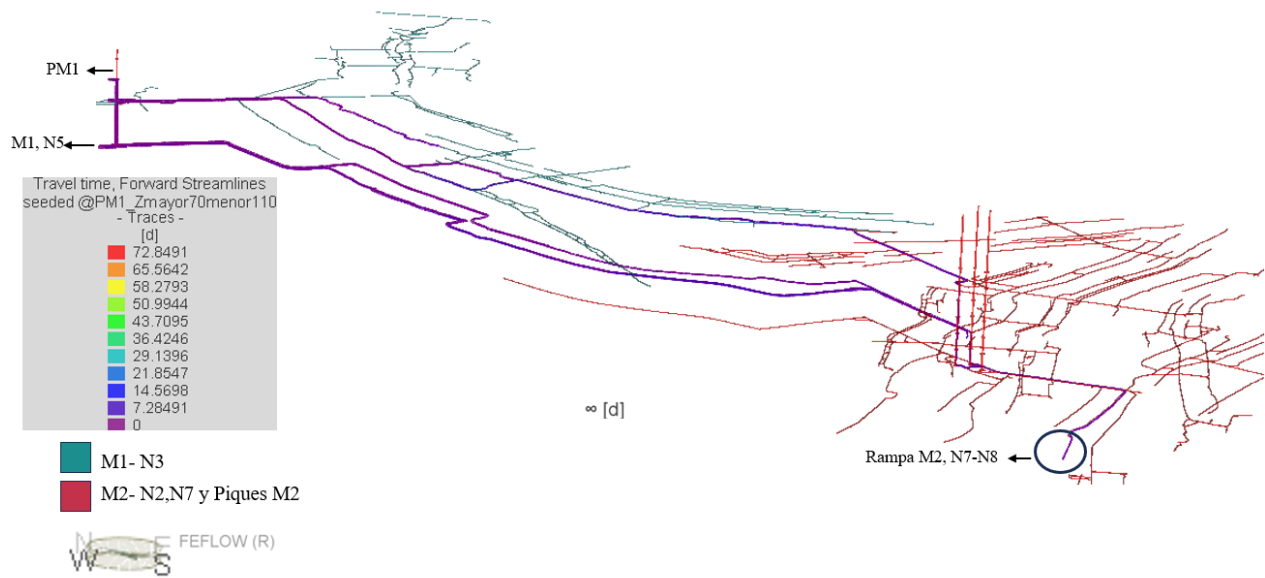 PM1
M1, N5
Travel time, Forward Streamlines
seeded @PM1_Zmayor70menor110
- Traces -
[d]
72.8491
65.5642
58.2793
50.9944
43.7095
36.4246
29.1396
21.8547
14.5698
7.28491
0
∞ [d]
Rampa M2, N7-N8
M1- N3
M2- N2,N7 y Piques M2
N E
W S
FEFLOW (R)